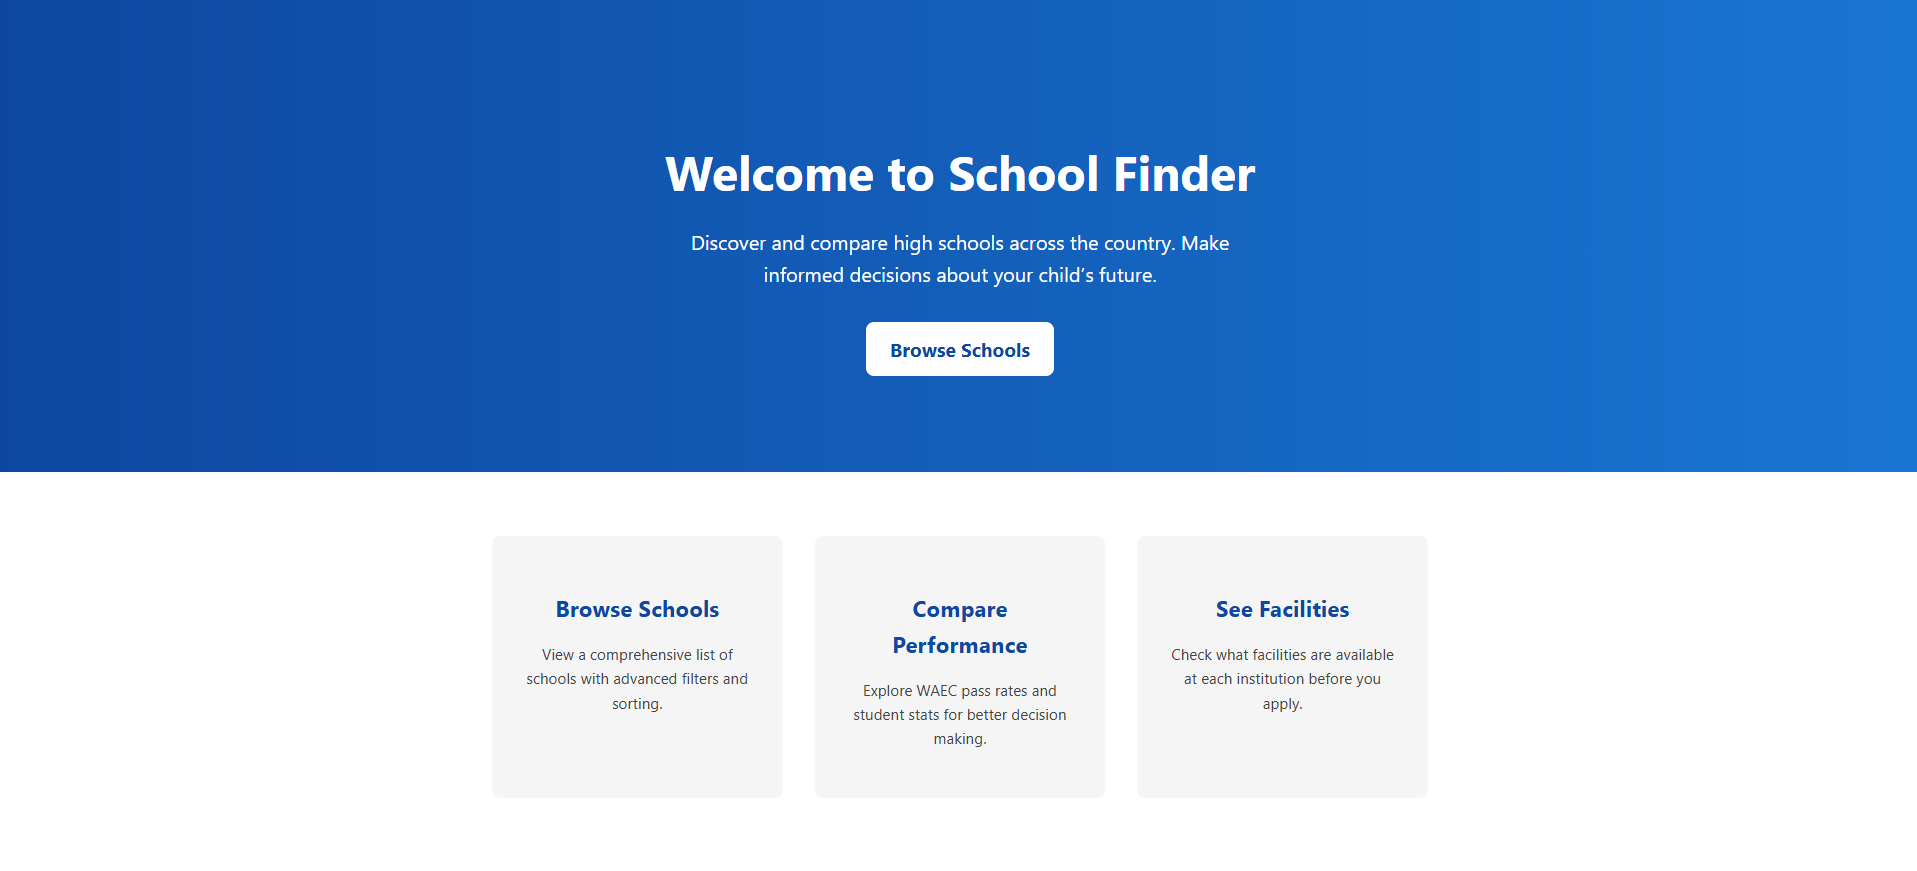 Welcome to School Finder
Discover and compare high schools across the country. Make
informed decisions about your child’s future.
Browse Schools
Browse Schools
View a comprehensive list of
schools with advanced filters and
sorting.
Compare
Performance
Explore WAEC pass rates and
student stats for better decision
making.
See Facilities
Check what facilities are available
at each institution before you
apply.